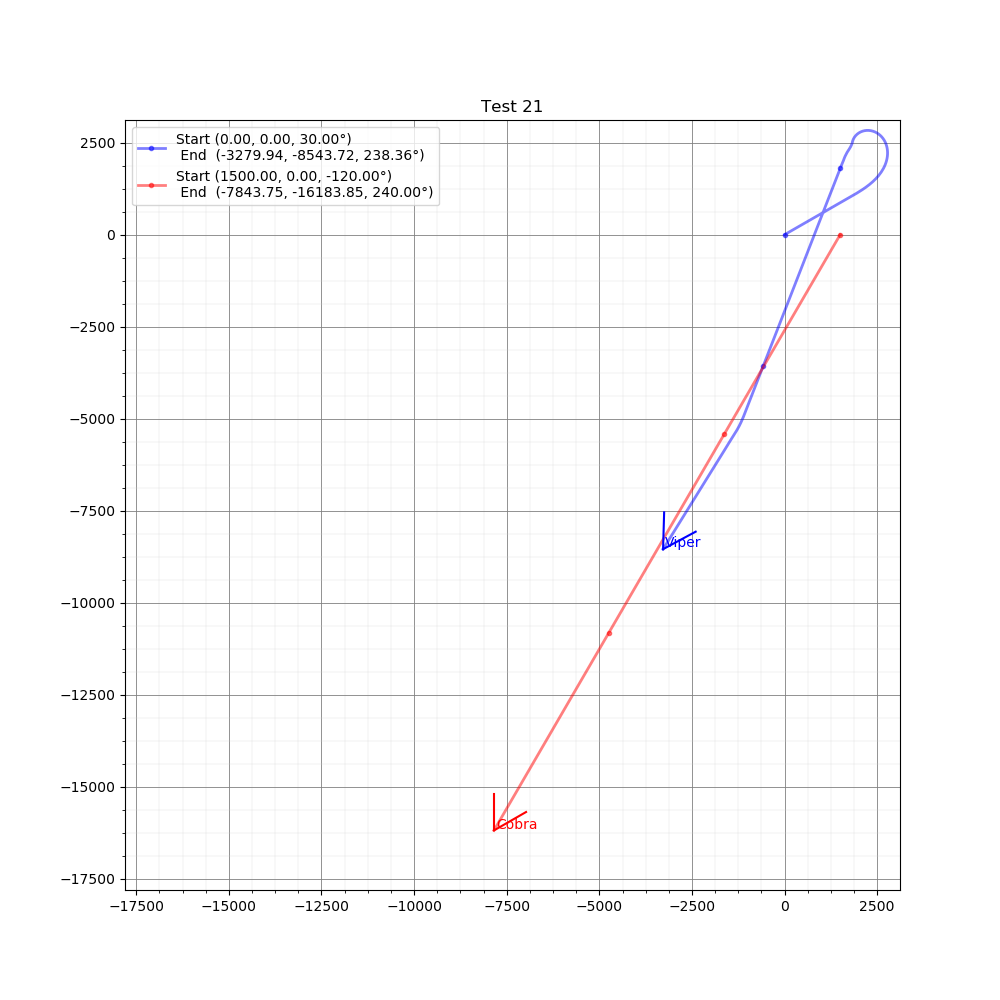 Test 21
Start (0.00, 0.00, 30.00°)
End (-3279.94, -8543.72, 238.36°)
Start (1500.00, 0.00, -120.00°)
End (-7843.75, -16183.85, 240.00°)
2500
0
−2500
−5000
−7500
−10000
−12500
−15000
−17500
Viper
Cobra
−17500 −15000 −12500 −10000 −7500 −5000 −2500 0 2500